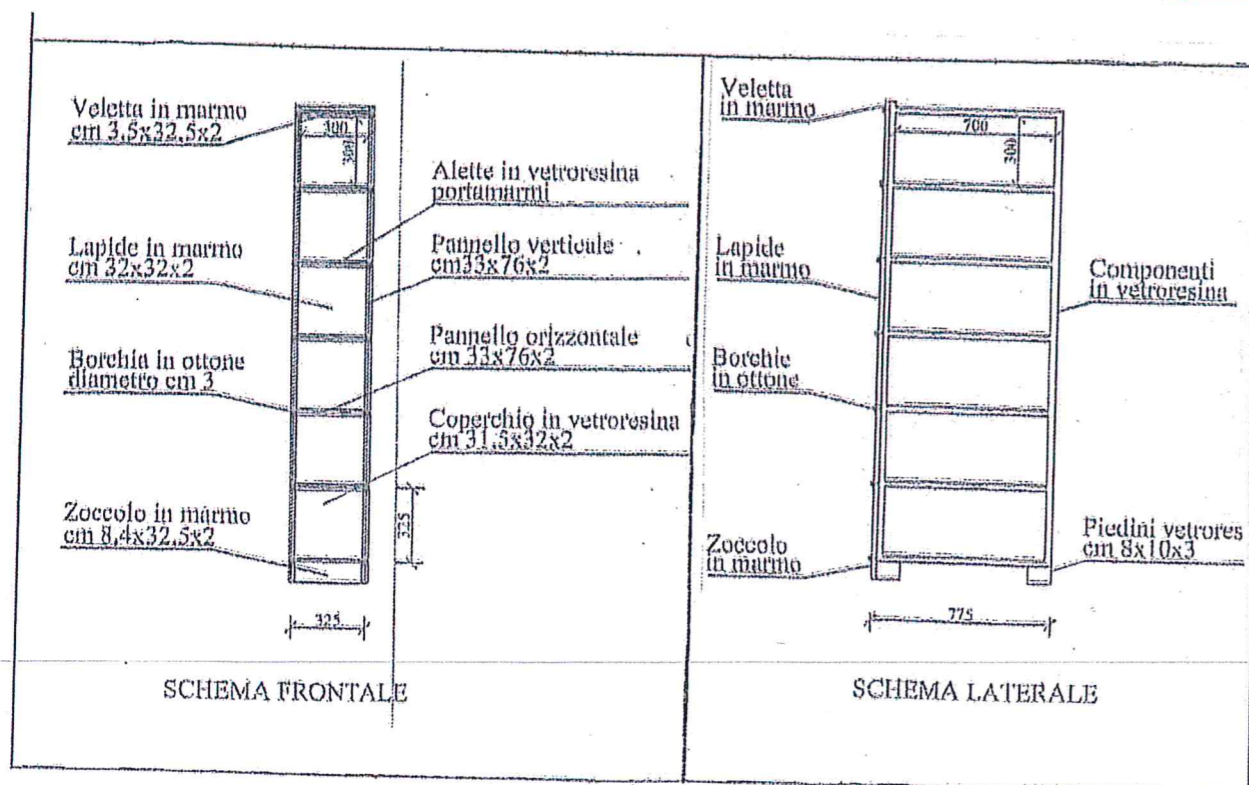 Veletta in marmo
cm 3,5x32,5x2
Lapide in marmo
cm 32x32x2
Borchia in ottone
diametro cm 3
Zoccolo in marmo
cm 8,4x32,5x2
300
300
Alette in vetroresina
portamarmi
Pannello verticale
cm33x76x2
Pannello orizzontale
cm 33x76x2
Coperchio in vetroresina
cm 31,5x32x2
325
325
SCHEMA FRONTALE
Veletta
in marmo
Lapide
in marmo
Borchie
in ottone
Zoccolo
in marmo
700
300
Componenti
in vetroresina
Piedini vetrores
cm 8x10x3
775
SCHEMA LATERALE